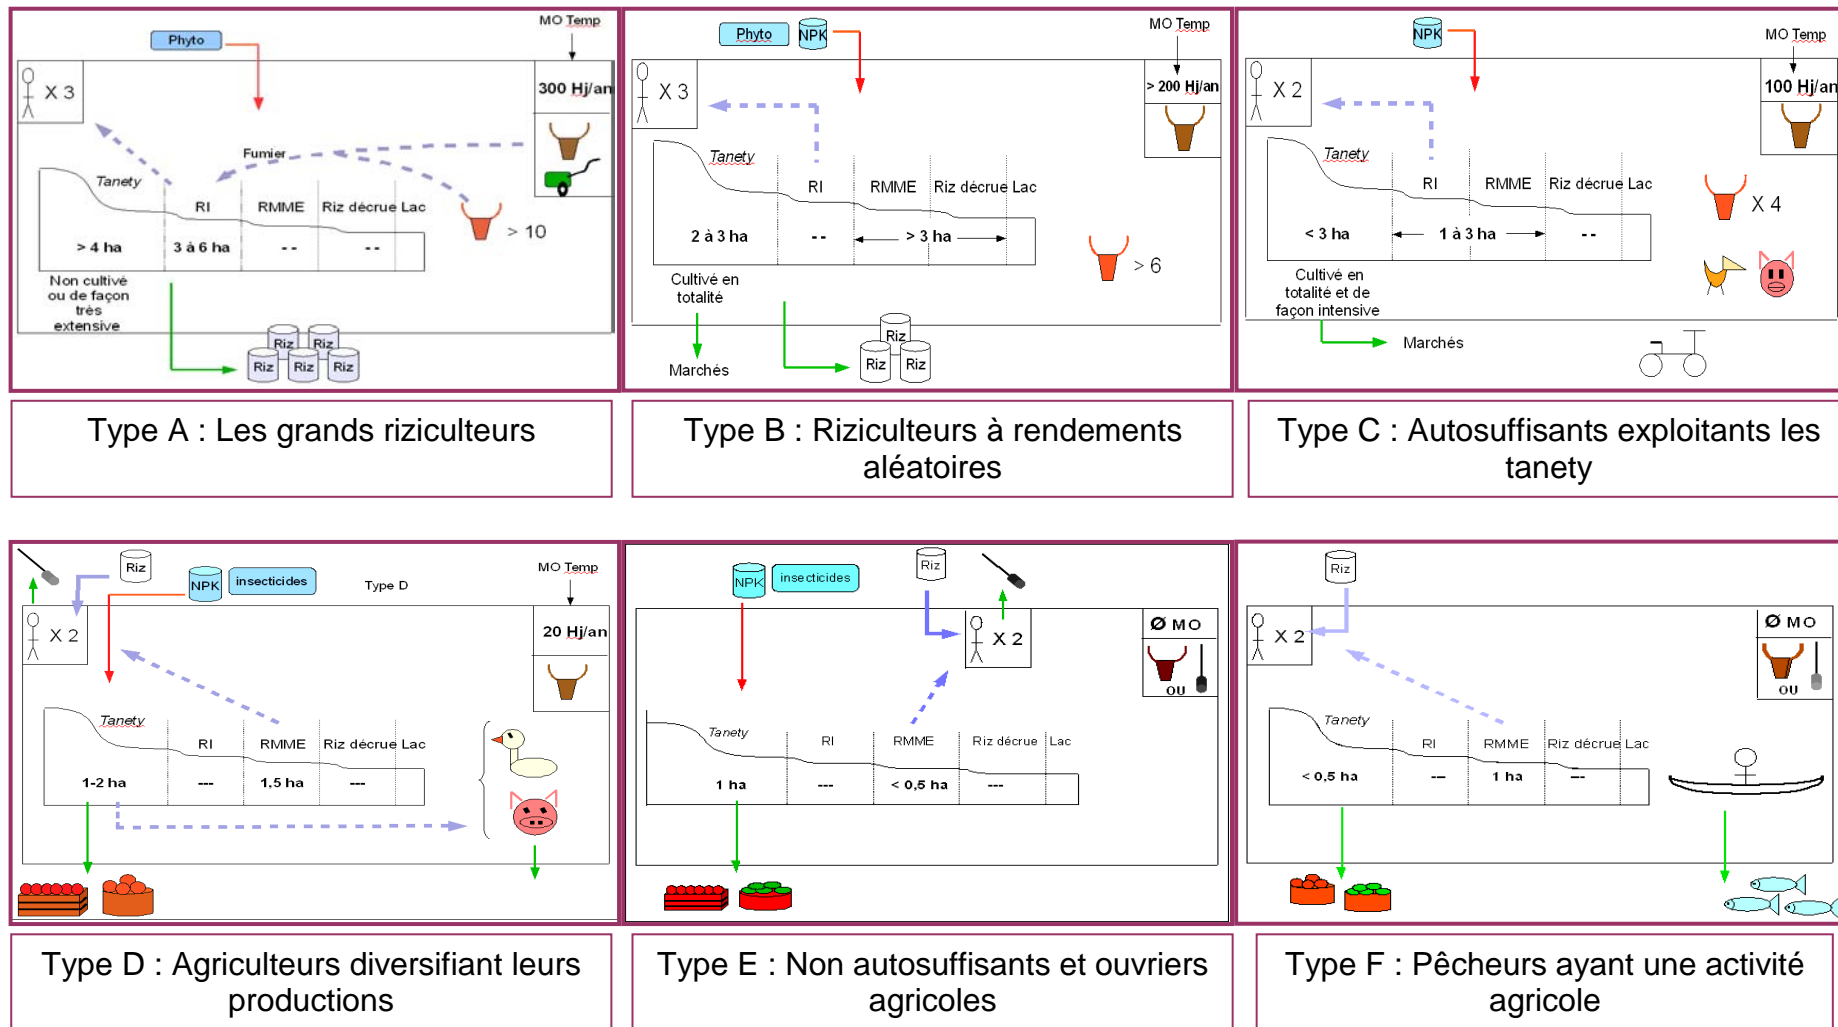 MO Temp
Phyto
X 3
300 Hj/an
Fumier
Tanety
RI
RMME
Riz décrue
Lac
> 4 ha
3 à 6 ha
- -
- -
> 10
Non cultivé
ou de façon
très
extensive
Riz
Riz
Riz
Riz
Type A : Les grands riziculteurs
Phyto
NPK
MO Temp
X 3
> 200 Hj/an
Tanety
RI
RMME
Riz décrue
Lac
2 à 3 ha
- -
> 3 ha
> 6
Cultivé en
totalité
Marchés
Riz
Riz
Riz
Type B : Riziculteurs à rendements
aléatoires
NPK
MO Temp
X 2
100 Hj/an
Tanety
RI
RMME
Riz décrue
Lac
< 3 ha
1 à 3 ha
- -
X 4
Cultivé en
totalité et de
façon intensive
Marchés
Type C : Autosuffisants exploitants les
tanety
Riz
NPK
insecticides
Type D
MO Temp
X 2
20 Hj/an
Tanety
RI
RMME
Riz décrue
Lac
1-2 ha
---
1,5 ha
---
Type D : Agriculteurs diversifiant leurs
productions
NPK
insecticides
Riz
X 2
Ø MO
OU
Tanety
RI
RMME
Riz décrue
Lac
1 ha
---
< 0,5 ha
---
Type E : Non autosuffisants et ouvriers
agricoles
Riz
X 2
Ø MO
OU
Tanety
RI
RMME
Riz décrue
Lac
< 0,5 ha
---
1 ha
---
Type F : Pêcheurs ayant une activité
agricole